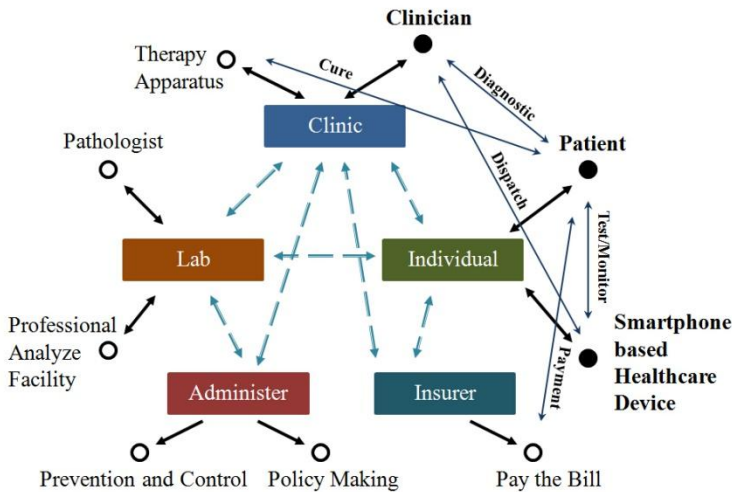 Clinician
Therapy
Apparatus
Cure
Diagnostic
Clinic
Pathologist
Patient
Dispatch
Test/Monitor
Lab
Individual
Professional
Analyze
Facility
Smartphone
based
Healthcare
Device
Payment
Administer
Insurer
Prevention and Control
Policy Making
Pay the Bill